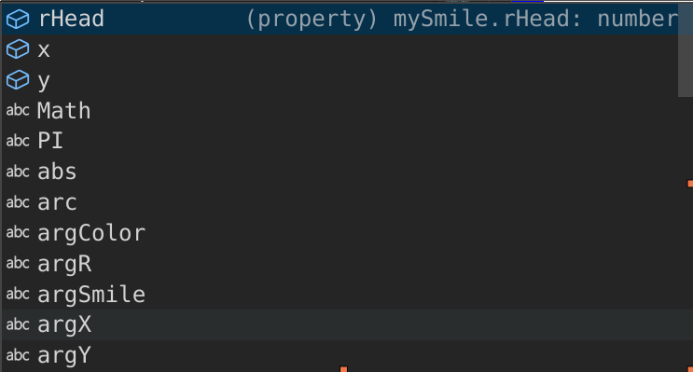 rHead (property) mySmile.rHead: number
x
y
abc Math
abc PI
abc abs
abc arc
abc argColor
abc argR
abc argSmile
abc argX
abc argY